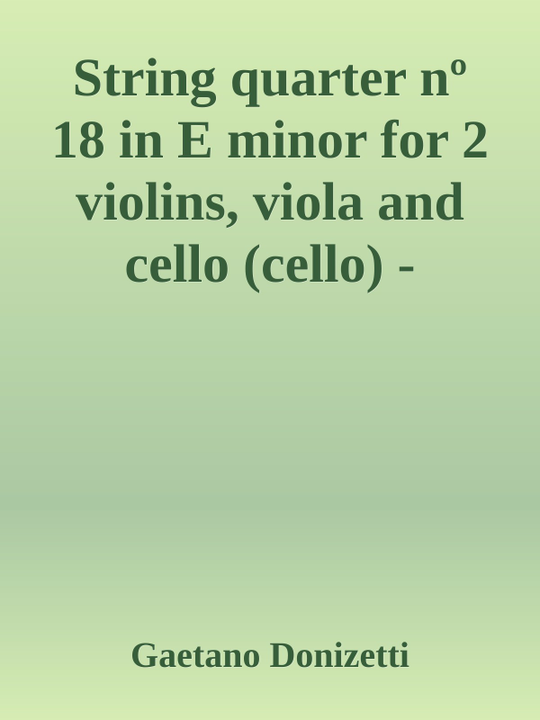 String quarter nº
18 in E minor for 2
violins, viola and
cello (cello) -
Gaetano Donizetti